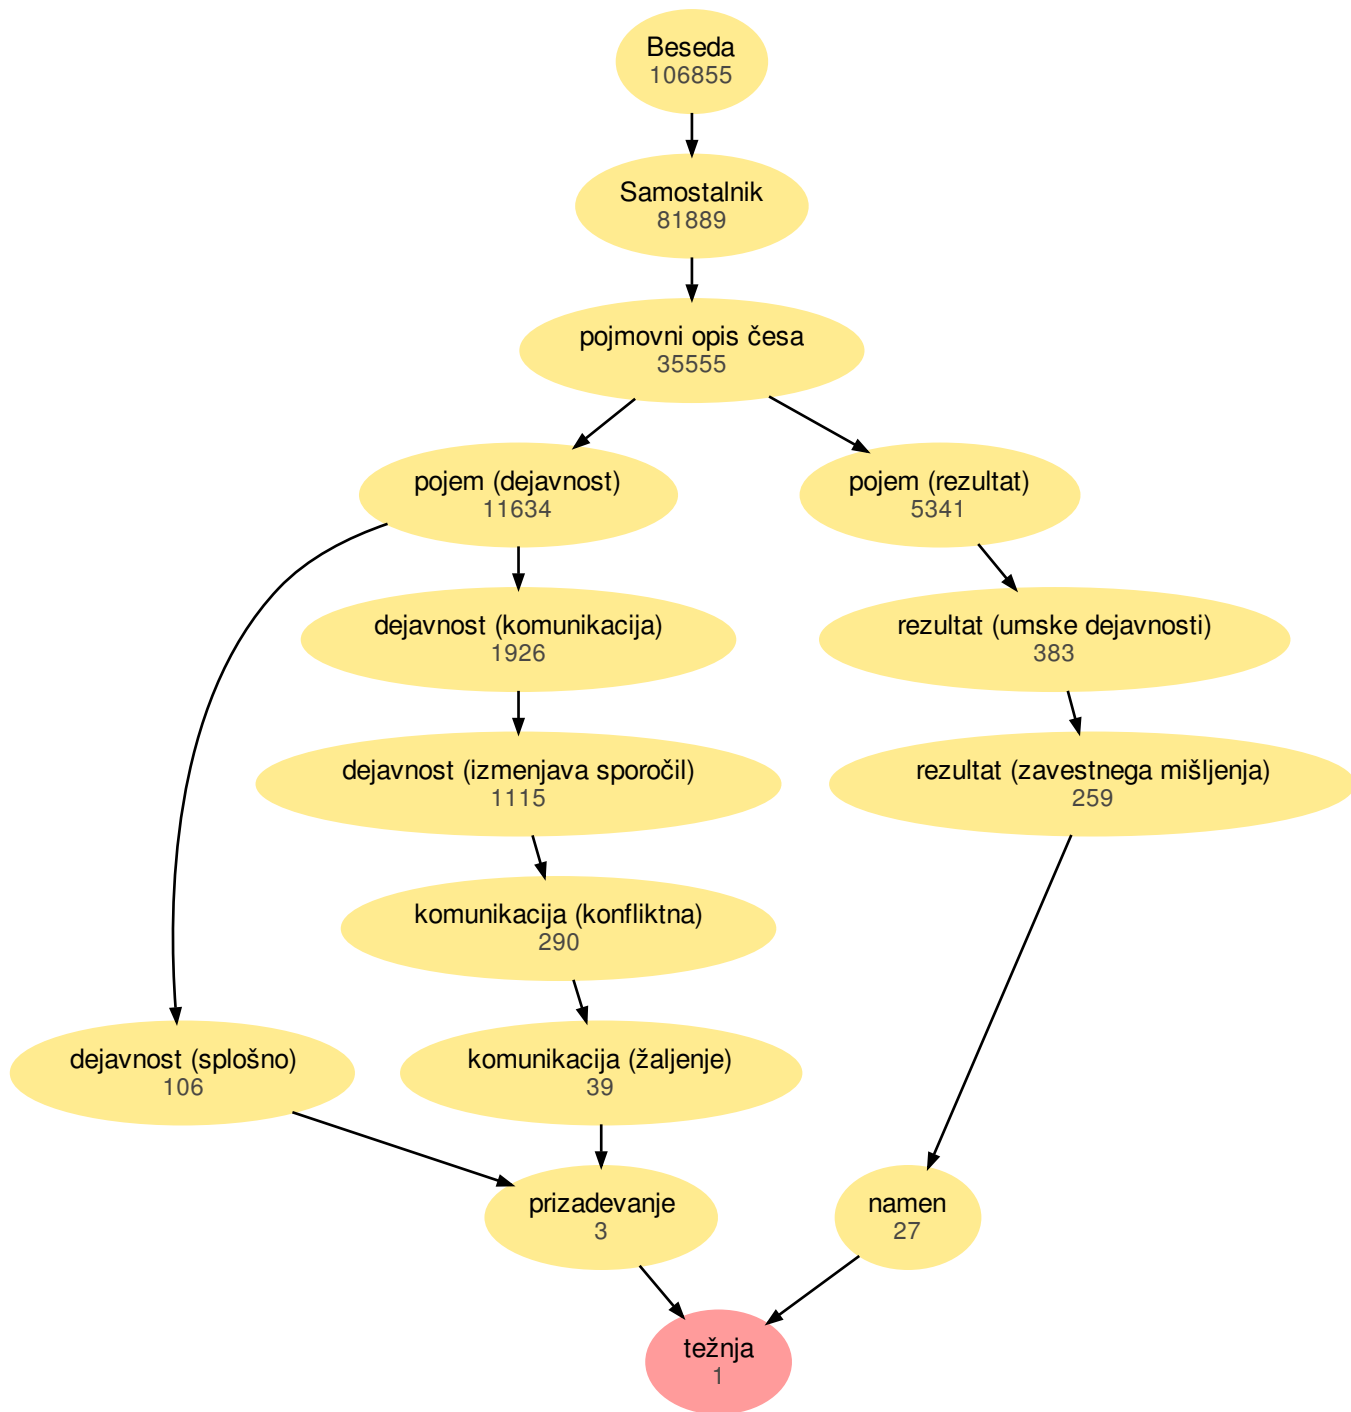 Beseda
106855
Samostalnik
81889
pojmovni opis česa
35555
pojem (dejavnost)
11634
pojem (rezultat)
5341
dejavnost (komunikacija)
1926
rezultat (umske dejavnosti)
383
dejavnost (izmenjava sporočil)
1115
rezultat (zavestnega mišljenja)
259
komunikacija (konfliktna)
290
dejavnost (splošno)
106
komunikacija (žaljenje)
39
prizadevanje
3
namen
27
težnja
1